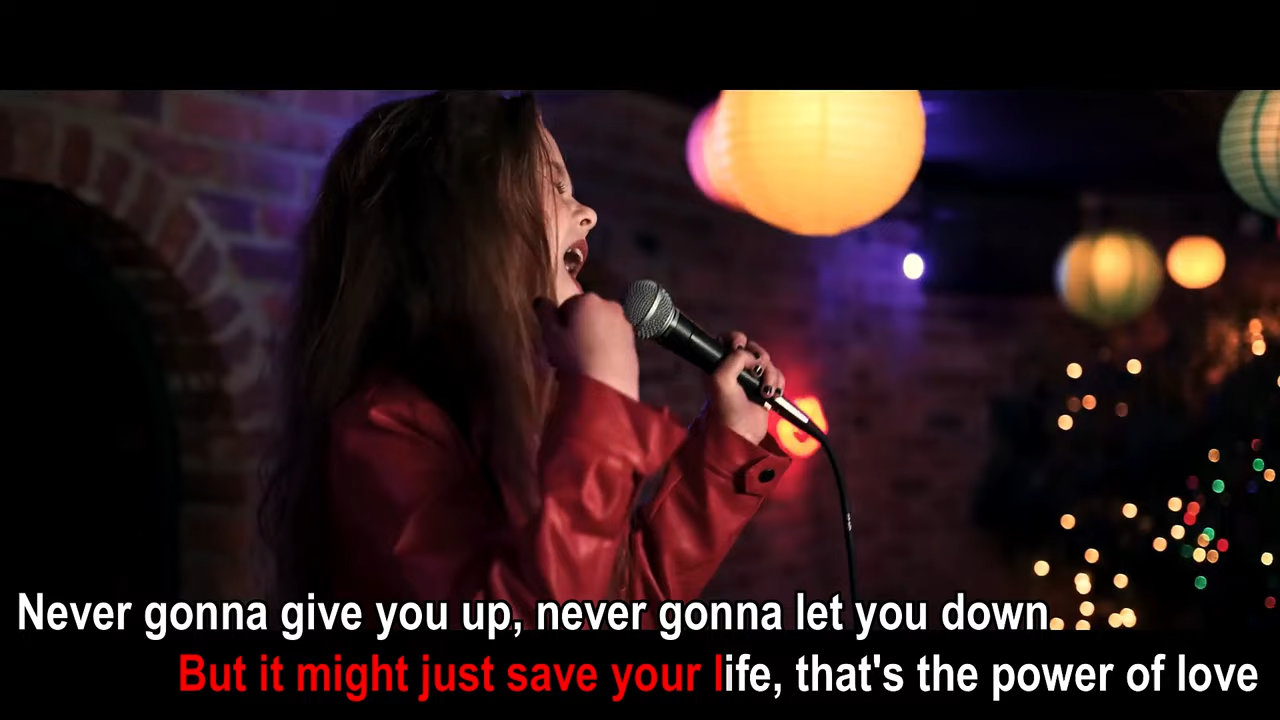 Never gonna give you up, never gonna let you down
But it might just save your life, that's the power of love